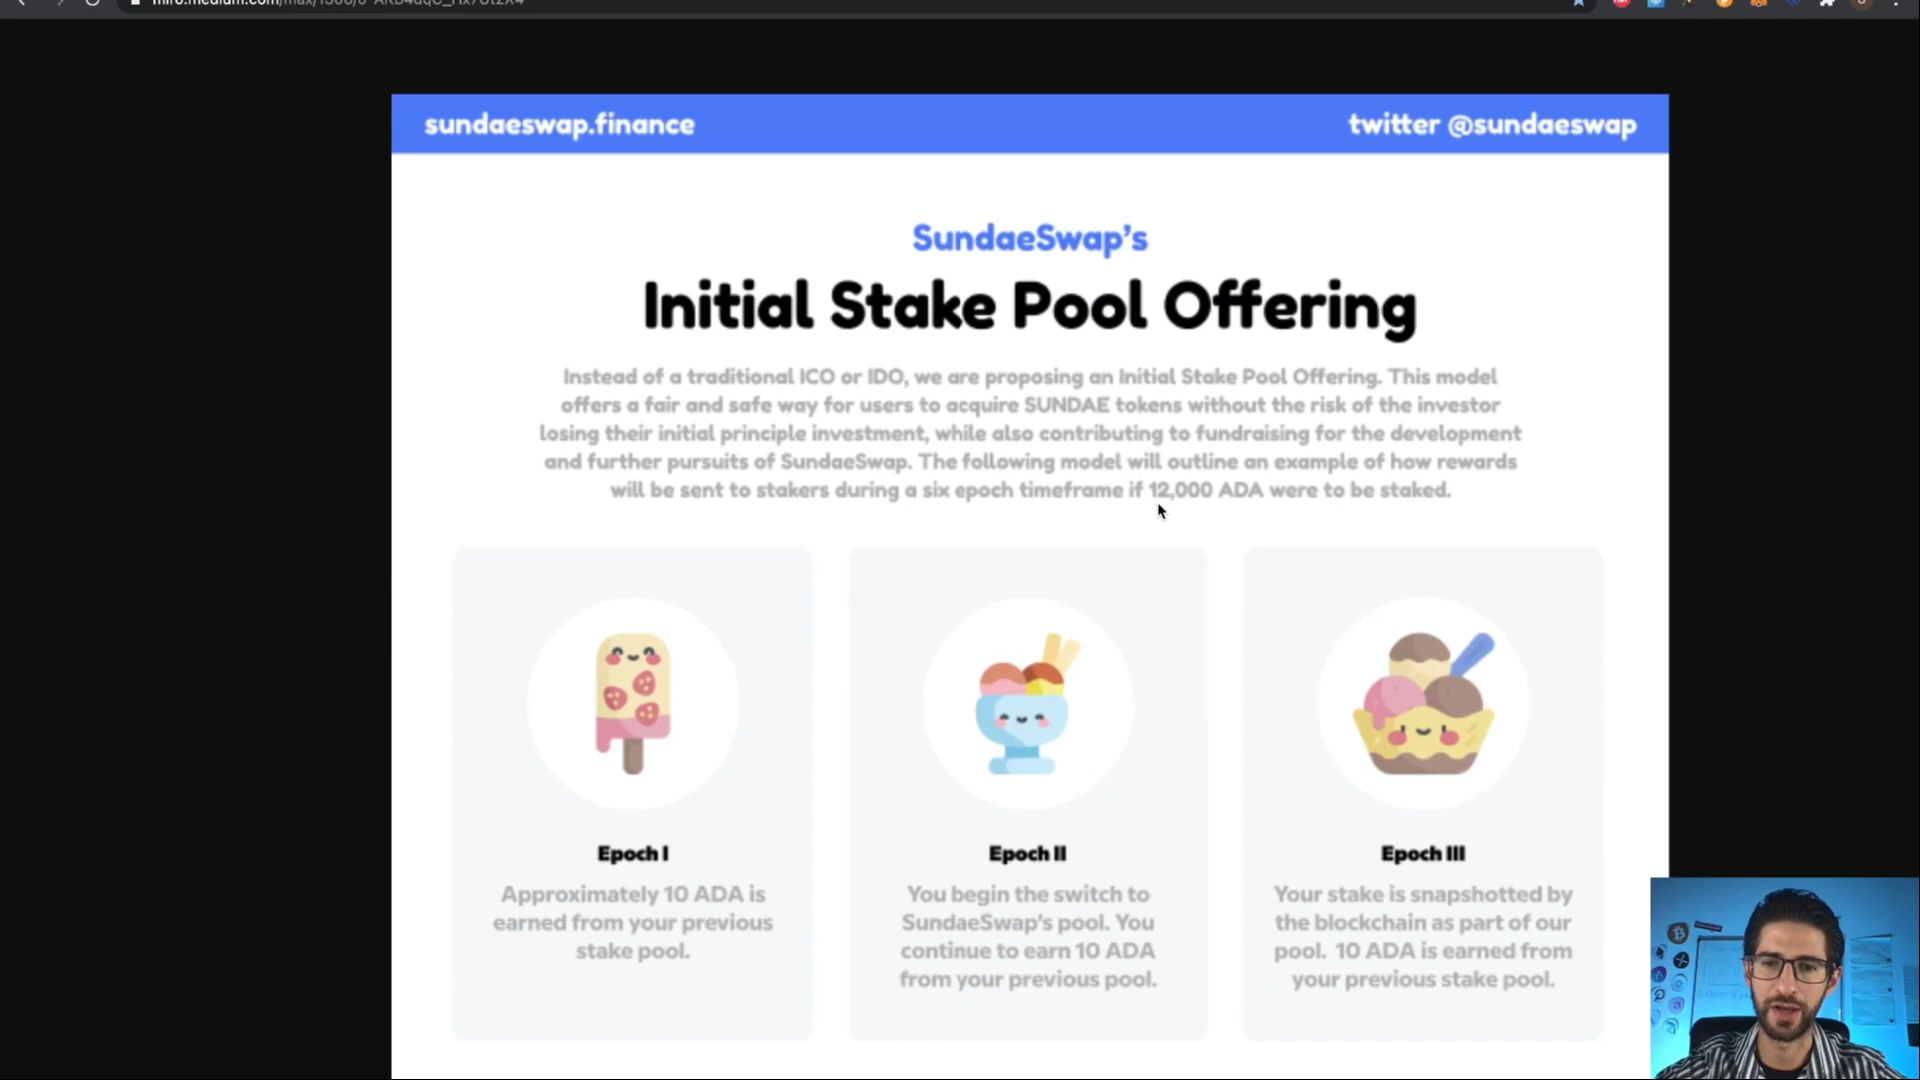 sundaeswap.finance
twitter @sundaeswap
SundaeSwap's
Initial Stake Pool Offering
Instead of a traditional ICO or IDO, we are proposing an Initial Stake Pool Offering. This model
offers a fair and safe way for users to acquire SUNDAE tokens without the risk of the investor
losing their initial principle investment, while also contributing to fundraising for the development
and further pursuits of SundaeSwap. The following model will outline an example of how rewards
will be sent to stakers during a six epoch timeframe if 12,000 ADA were to be staked.
Epoch I
Approximately 10 ADA is
earned from your previous
stake pool.
Epoch II
You begin the switch to
SundaeSwap's pool. You
continue to earn 10 ADA
from your previous pool.
Epoch III
Your stake is snapshotted by
the blockchain as part of our
pool. 10 ADA is earned from
your previous stake pool.